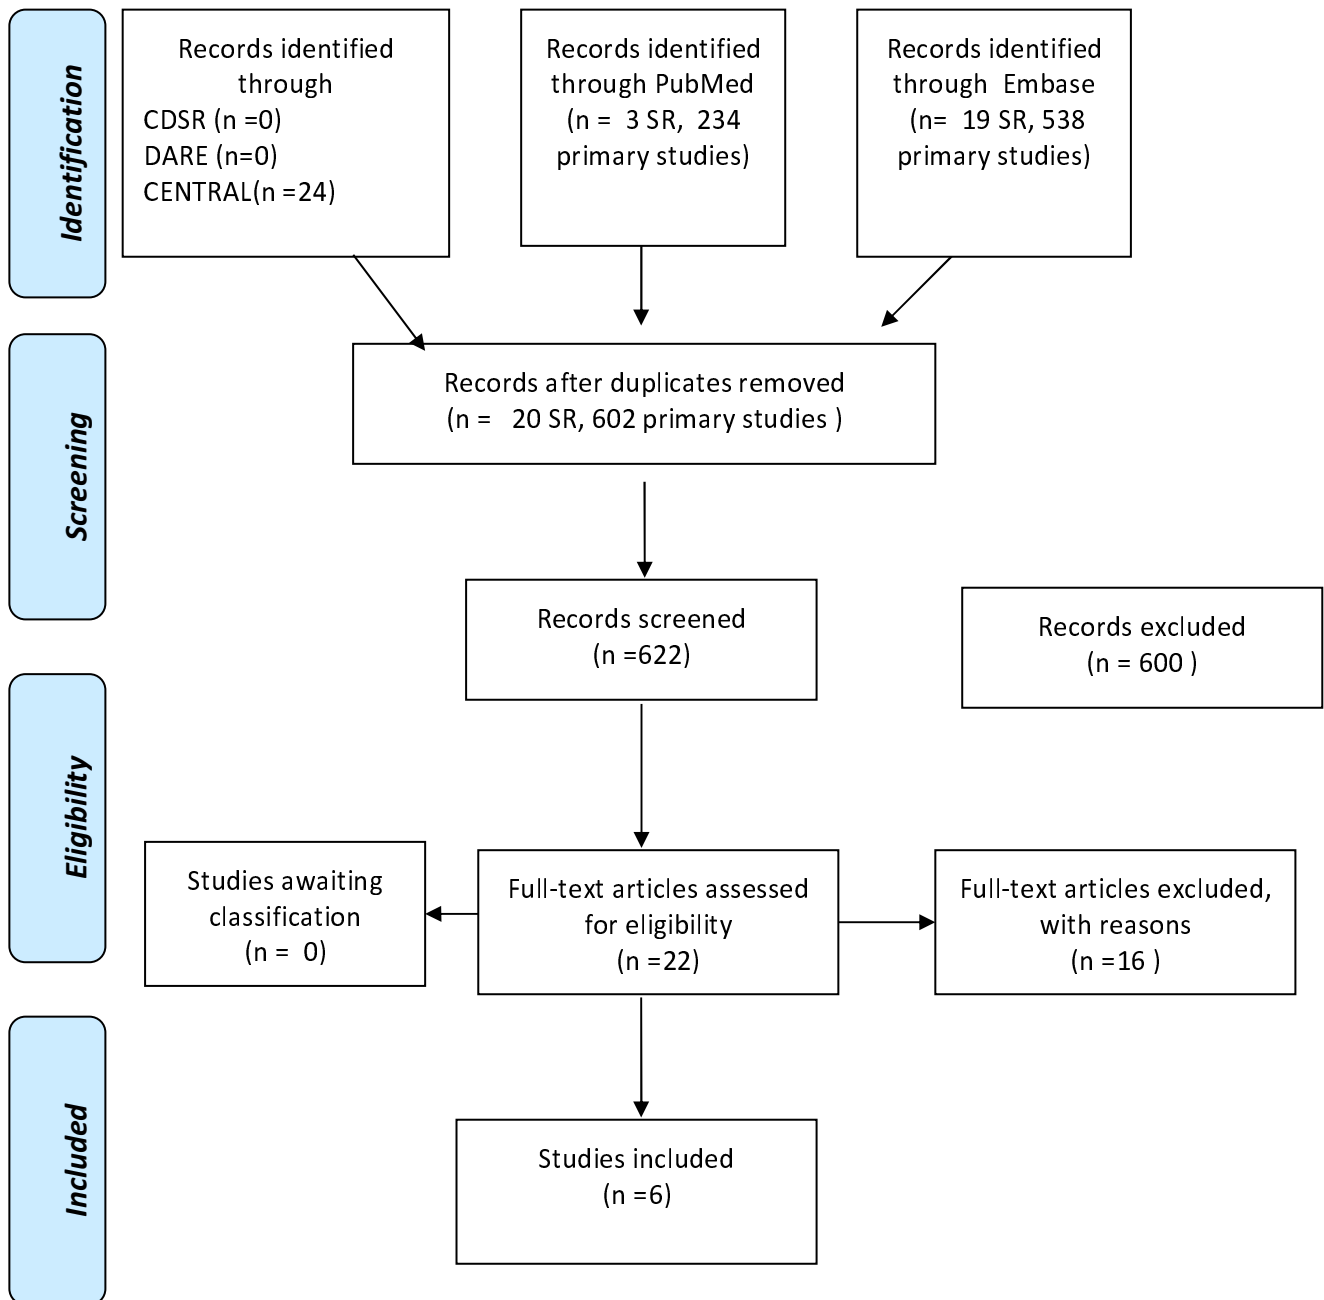 Identification
Records identified
through
CDSR (n =0)
DARE (n=0)
CENTRAL(n =24)
Records identified
through PubMed
(n = 3 SR, 234
primary studies)
Records identified
through Embase
(n= 19 SR, 538
primary studies)
Screening
Records after duplicates removed
(n = 20 SR, 602 primary studies )
Records screened
(n =622)
Records excluded
(n = 600 )
Eligibility
Studies awaiting
classification
(n = 0)
Full-text articles assessed
for eligibility
(n =22)
Full-text articles excluded,
with reasons
(n =16 )
Included
Studies included
(n =6)